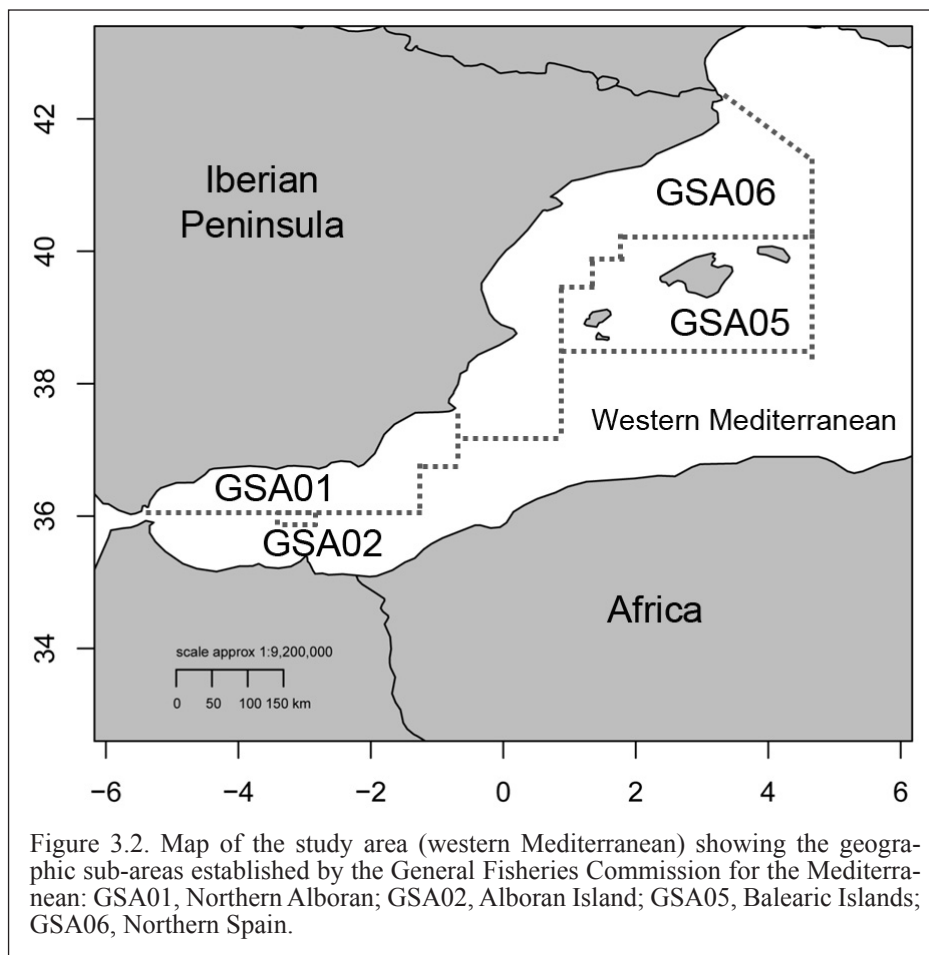 42
40
38
36
34
Iberian
Peninsula
GSA06
GSA05
Western Mediterranean
GSA01
GSA02
Africa
scale approx 1:9,200,000
0 50 100 150 km
−6 −4 −2 0 2 4 6
Figure 3.2. Map of the study area (western Mediterranean) showing the geogra-
phic sub-areas established by the General Fisheries Commission for the Mediterra-
nean: GSA01, Northern Alboran; GSA02, Alboran Island; GSA05, Balearic Islands;
GSA06, Northern Spain.